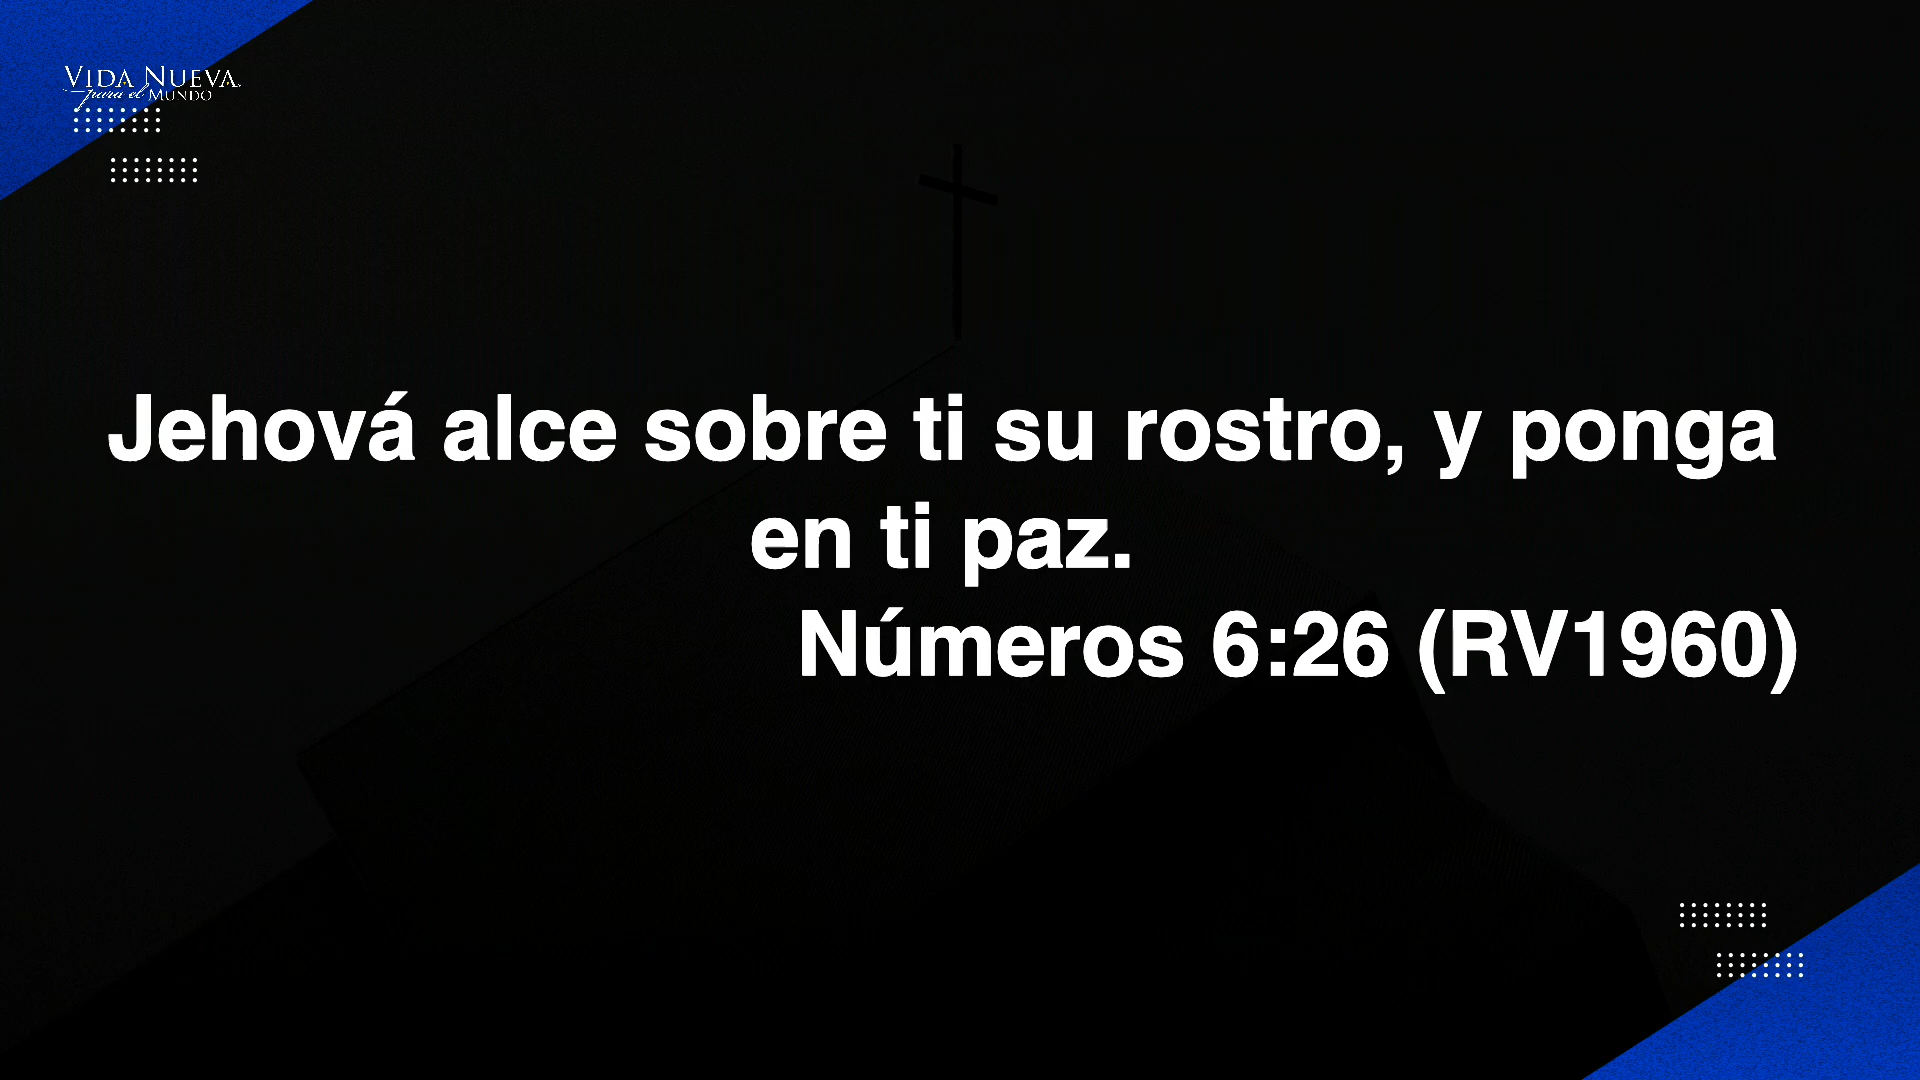 VIDA NUEVA
para el MUNDO
Jehová alce sobre ti su rostro, y ponga
en ti paz.
Números 6:26 (RV1960)